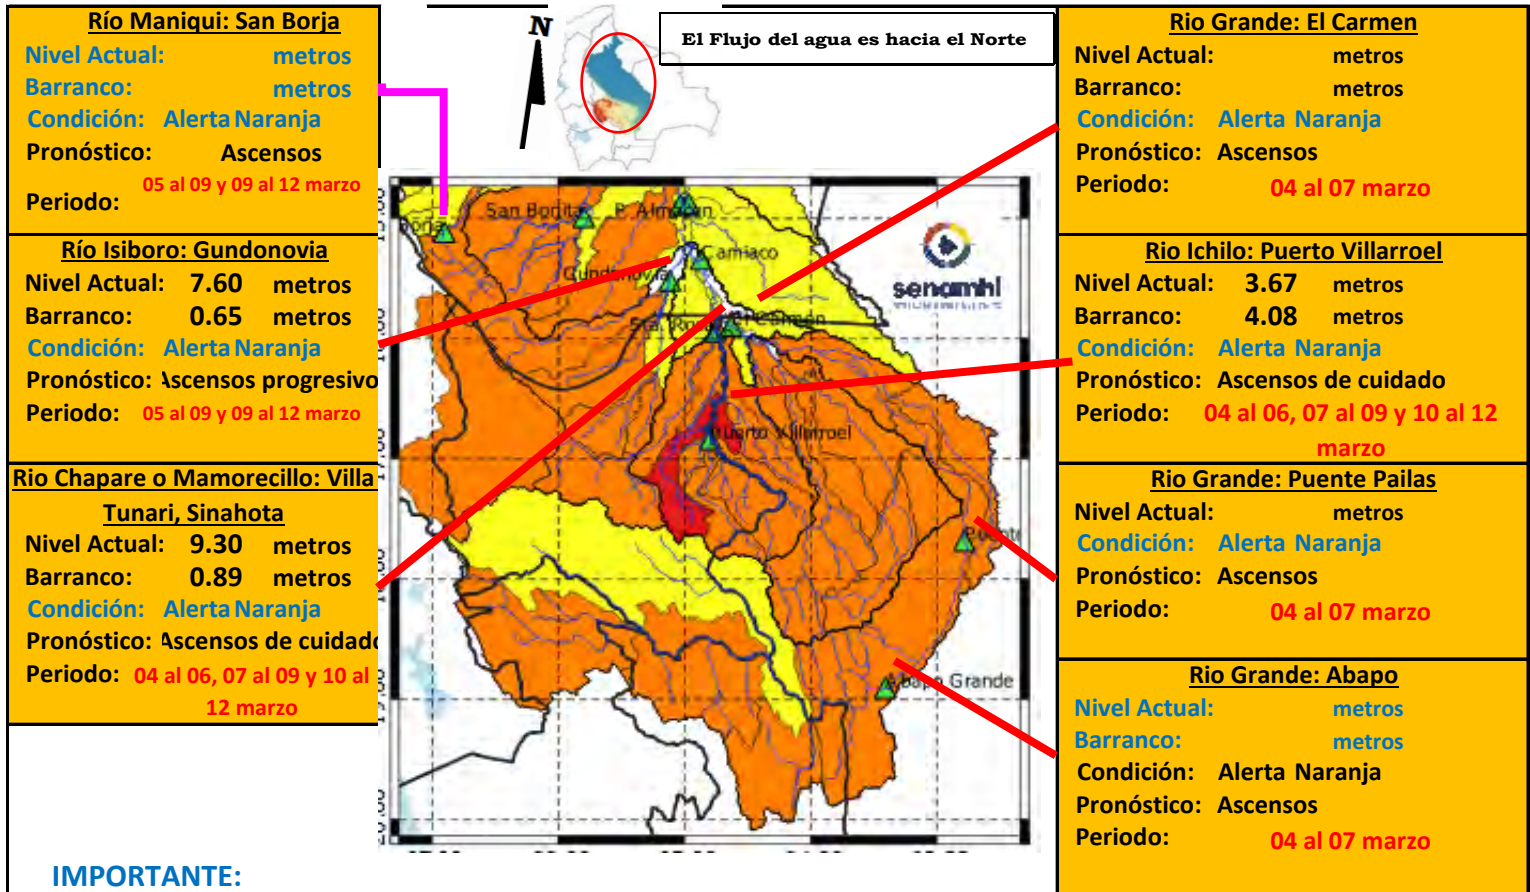 Río Maniqui: San Borja
Nivel Actual: metros
Barranco: metros
Condición: Alerta Naranja
Pronóstico: Ascensos
05 al 09 y 09 al 12 marzo
Periodo:
Río Isiboro: Gundonovia
Nivel Actual: 7.60 metros
Barranco: 0.65 metros
Condición: Alerta Naranja
Pronóstico: Ascensos progresivo
Periodo: 05 al 09 y 09 al 12 marzo
Rio Chapare o Mamorecillo: Villa
Tunari, Sinahota
Nivel Actual: 9.30 metros
Barranco: 0.89 metros
Condición: Alerta Naranja
Pronóstico: Ascensos de cuidado
Periodo: 04 al 06, 07 al 09 y 10 al
12 marzo
IMPORTANTE:
N
El Flujo del agua es hacia el Norte
San Bonita
P. Almacen
Camiaco
Gundonovia
senamhi
Sta. Rosa
El Carmen
Puerto Villarroel
Abapo Grande
Rio Grande: El Carmen
Nivel Actual: metros
Barranco: metros
Condición: Alerta Naranja
Pronóstico: Ascensos
Periodo: 04 al 07 marzo
Rio Ichilo: Puerto Villarroel
Nivel Actual: 3.67 metros
Barranco: 4.08 metros
Condición: Alerta Naranja
Pronóstico: Ascensos de cuidado
Periodo: 04 al 06, 07 al 09 y 10 al 12
marzo
Rio Grande: Puente Pailas
Nivel Actual: metros
Condición: Alerta Naranja
Pronóstico: Ascensos
Periodo: 04 al 07 marzo
Rio Grande: Abapo
Nivel Actual: metros
Barranco: metros
Condición: Alerta Naranja
Pronóstico: Ascensos
Periodo: 04 al 07 marzo